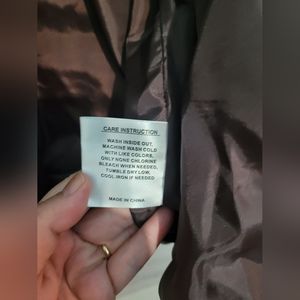 CARE INSTRUCTION
WASH INSIDE OUT,
MACHINE WASH COLD
WITH LIKE COLORS,
ONLY NONE CHLORINE
BLEACH WHEN NEEDED,
TUMBLE DRY LOW,
COOL IRON IF NEEDED
MADE IN CHINA